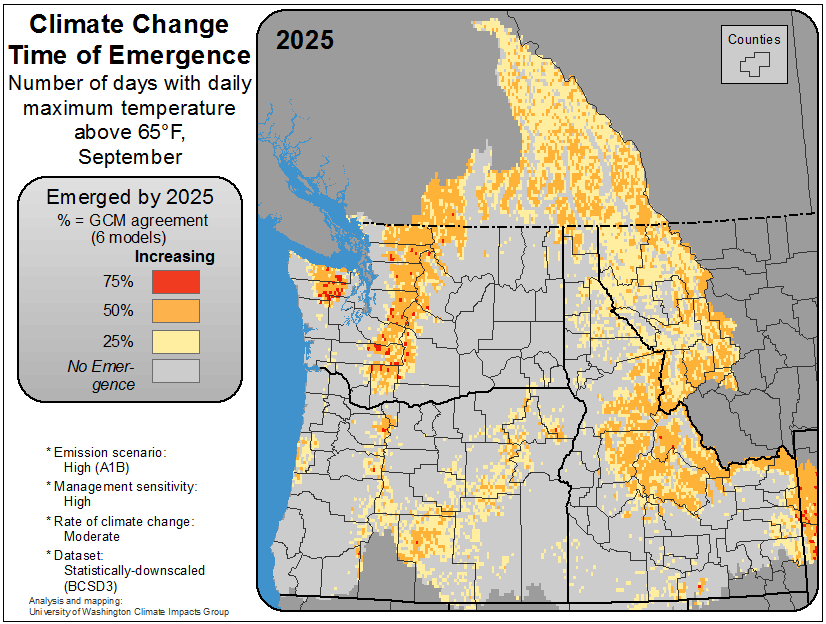 Climate Change
Time of Emergence
Number of days with daily
maximum temperature
above 65°F,
September
Emerged by 2025
% = GCM agreement
(6 models)
Increasing
75%
50%
25%
No Emer-
gence
* Emission scenario:
High (A1B)
* Management sensitivity:
High
* Rate of climate change:
Moderate
* Dataset:
Statistically-downscaled
(BCSD3)
Analysis and mapping:
University of Washington Climate Impacts Group
2025
Counties